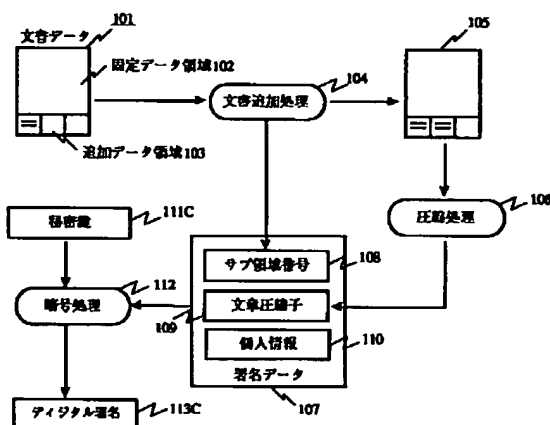 文書データ
101
固定データ領域102
追加データ領域103
文書追加処理
104
105
圧縮処理
106
秘密鍵
111C
暗号処理
112
サブ領域番号
108
文章圧縮子
109
個人情報
110
署名データ
107
ディジタル署名
113C